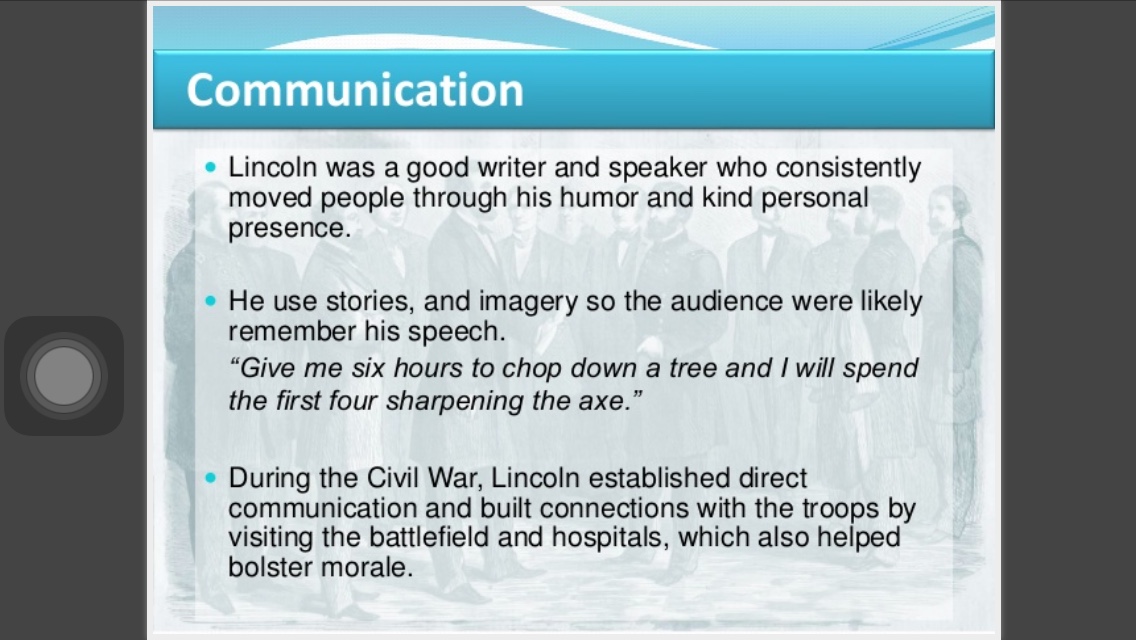 Communication
Lincoln was a good writer and speaker who consistently
moved people through his humor and kind personal
presence.
He use stories, and imagery so the audience were likely
remember his speech.
“Give me six hours to chop down a tree and I will spend
the first four sharpening the axe.”
During the Civil War, Lincoln established direct
communication and built connections with the troops by
visiting the battlefield and hospitals, which also helped
bolster morale.